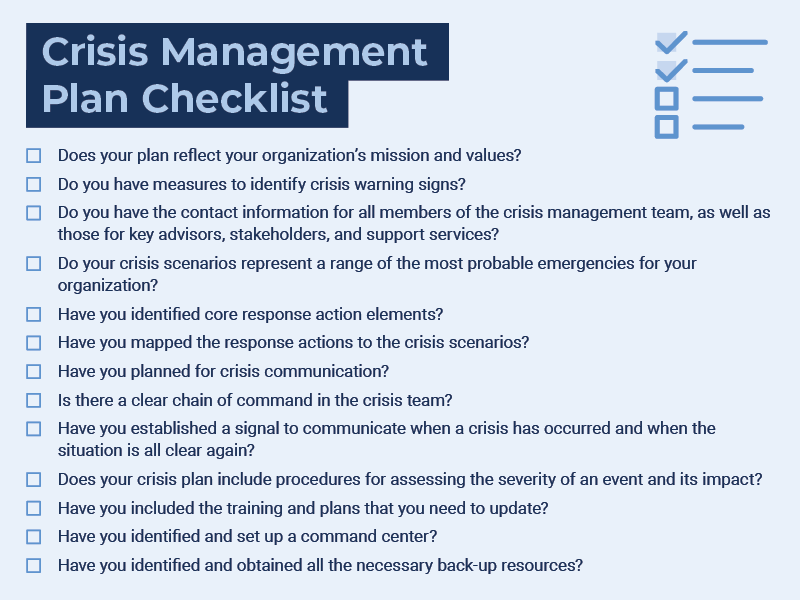 Crisis Management
Plan Checklist
Does your plan reflect your organization’s mission and values?
Do you have measures to identify crisis warning signs?
Do you have the contact information for all members of the crisis management team, as well as
those for key advisors, stakeholders, and support services?
Do your crisis scenarios represent a range of the most probable emergencies for your
organization?
Have you identified core response action elements?
Have you mapped the response actions to the crisis scenarios?
Have you planned for crisis communication?
Is there a clear chain of command in the crisis team?
Have you established a signal to communicate when a crisis has occurred and when the
situation is all clear again?
Does your crisis plan include procedures for assessing the severity of an event and its impact?
Have you included the training and plans that you need to update?
Have you identified and set up a command center?
Have you identified and obtained all the necessary back-up resources?